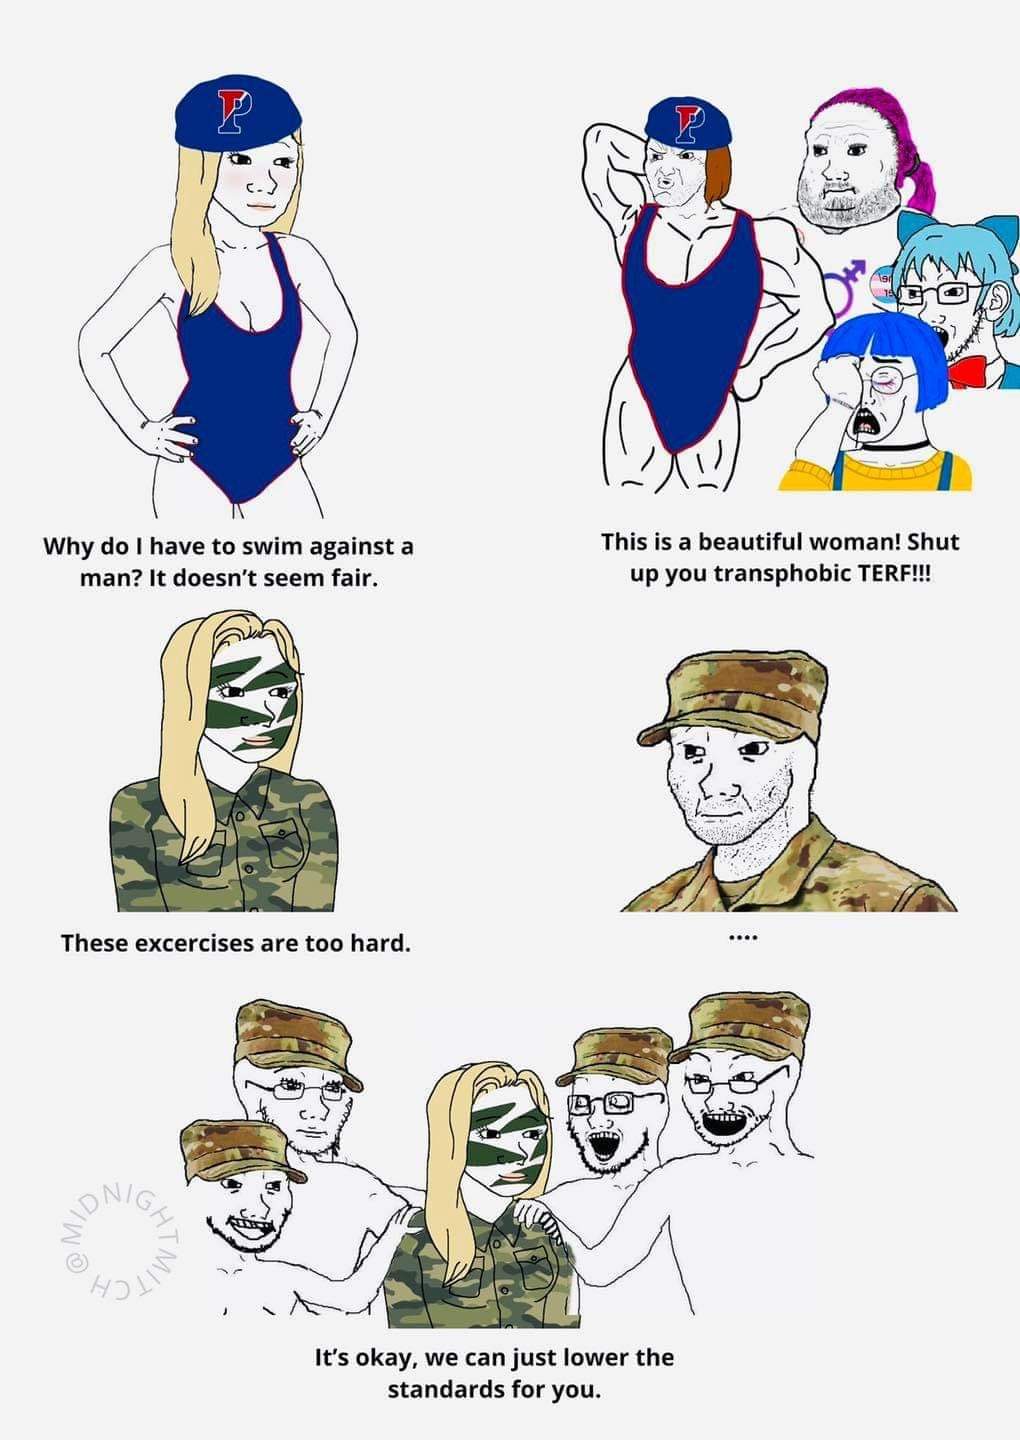 P
P
Why do I have to swim against a
man? It doesn't seem fair.
This is a beautiful woman! Shut
up you transphobic TERF!!!
These excercises are too hard.
....
@MIDNIGHTMITCH
It's okay, we can just lower the
standards for you.